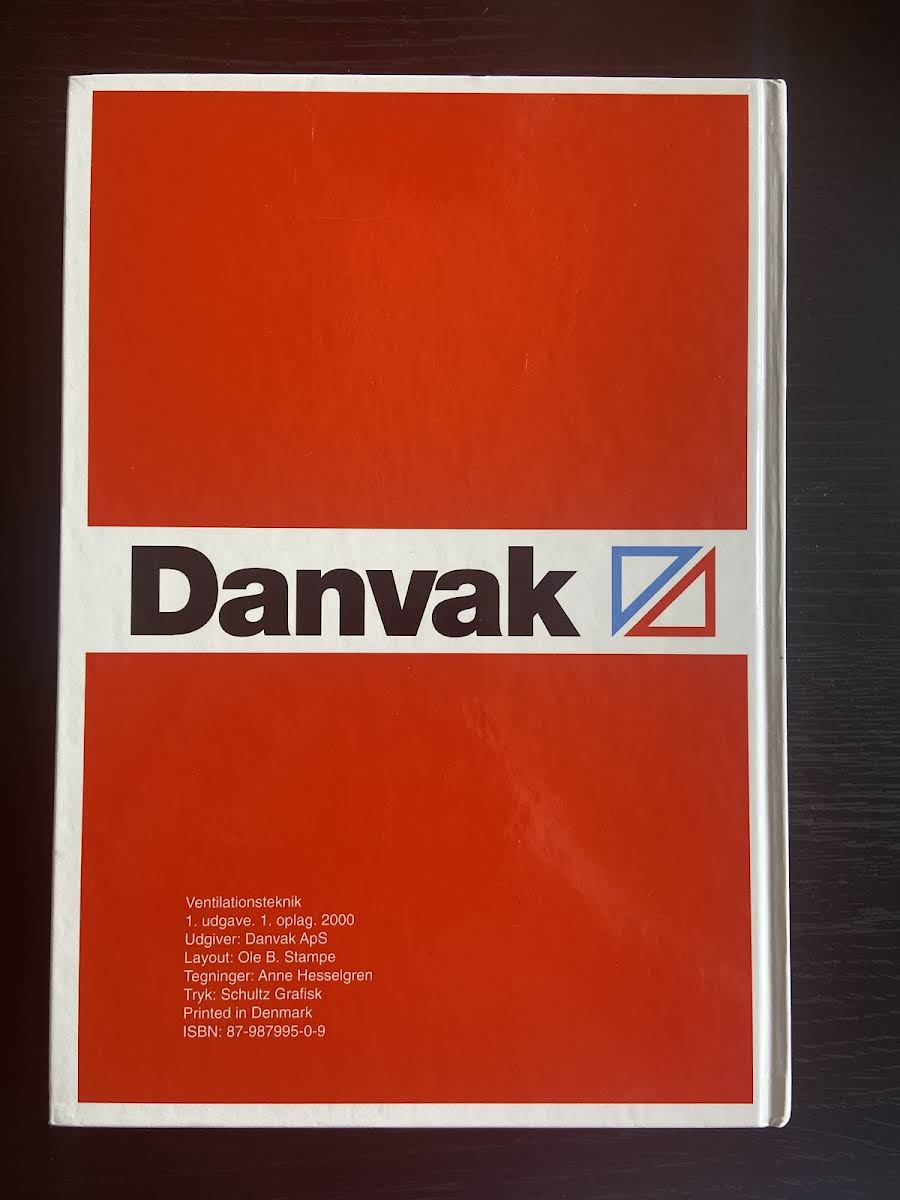 Danvak
Ventilationsteknik
1. udgave. 1. oplag. 2000
Udgiver: Danvak ApS
Layout: Ole B. Stampe
Tegninger: Anne Hesselgren
Tryk: Schultz Grafisk
Printed in Denmark
ISBN: 87-987995-0-9